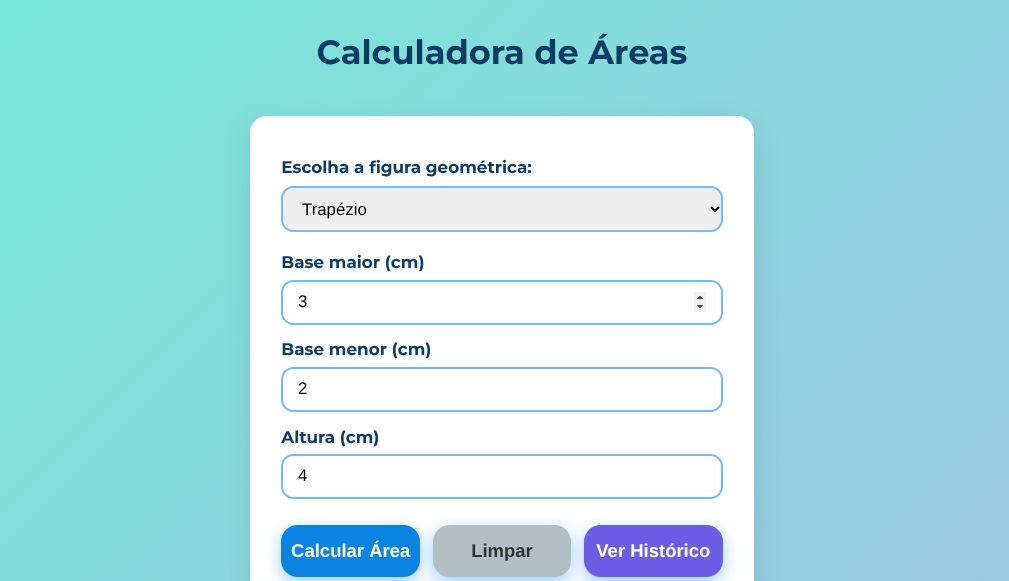 Calculadora de Áreas
Escolha a figura geométrica:
Trapézio
Base maior (cm)
3
Base menor (cm)
2
Altura (cm)
4
Calcular Área Limpar Ver Histórico